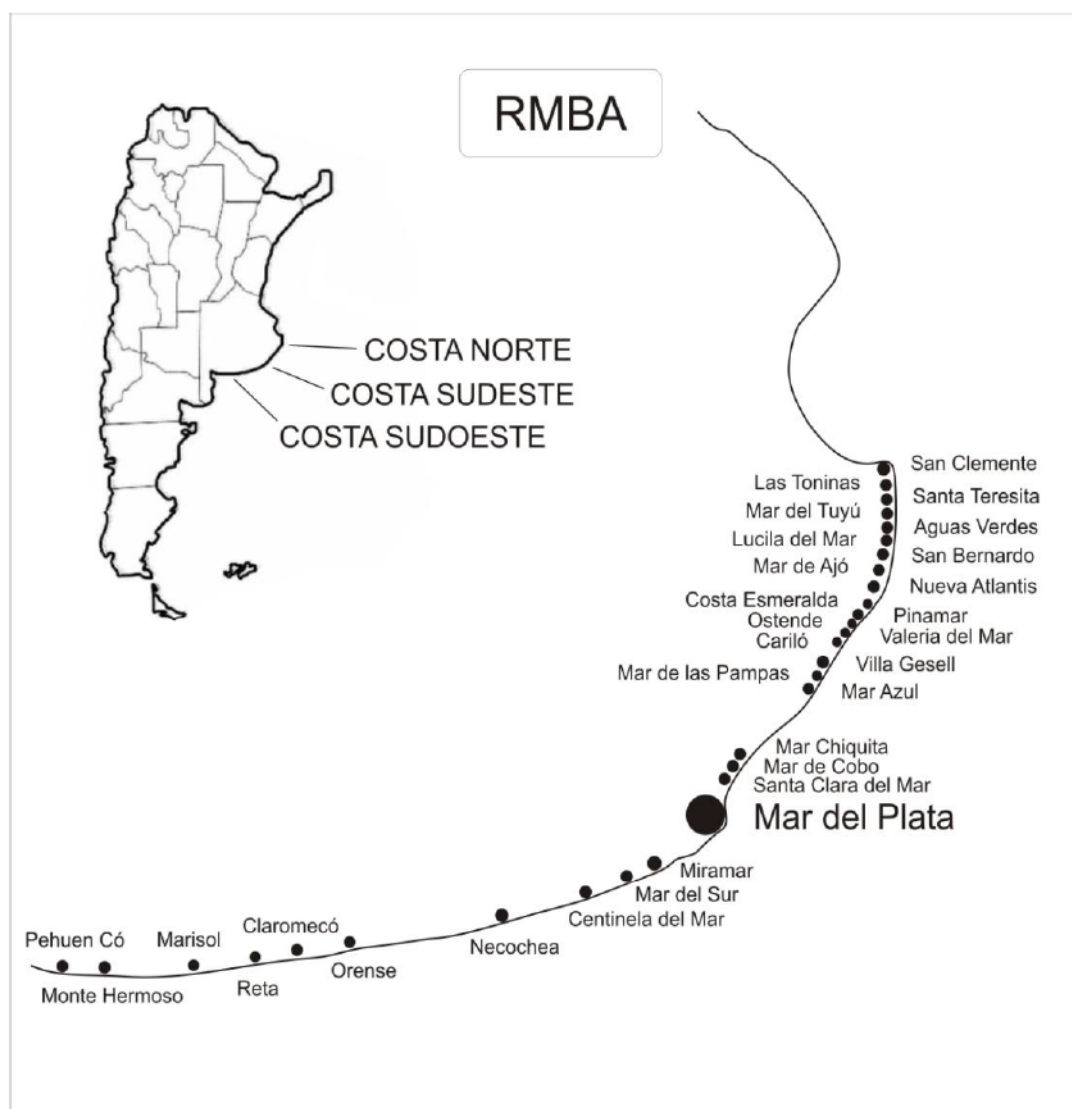 RMBA
COSTA NORTE
COSTA SUDESTE
COSTA SUDOESTE
San Clemente
Las Toninas
Santa Teresita
Mar del Tuyú
Aguas Verdes
Lucila del Mar
San Bernardo
Mar de Ajó
Nueva Atlantis
Costa Esmeralda
Pinamar
Ostende
Valeria del Mar
Cariló
Villa Gesell
Mar de las Pampas
Mar Azul
Mar Chiquita
Mar de Cobo
Santa Clara del Mar
Mar del Plata
Miramar
Mar del Sur
Centinela del Mar
Necochea
Claromecó
Orense
Marisol
Reta
Pehuen Có
Monte Hermoso